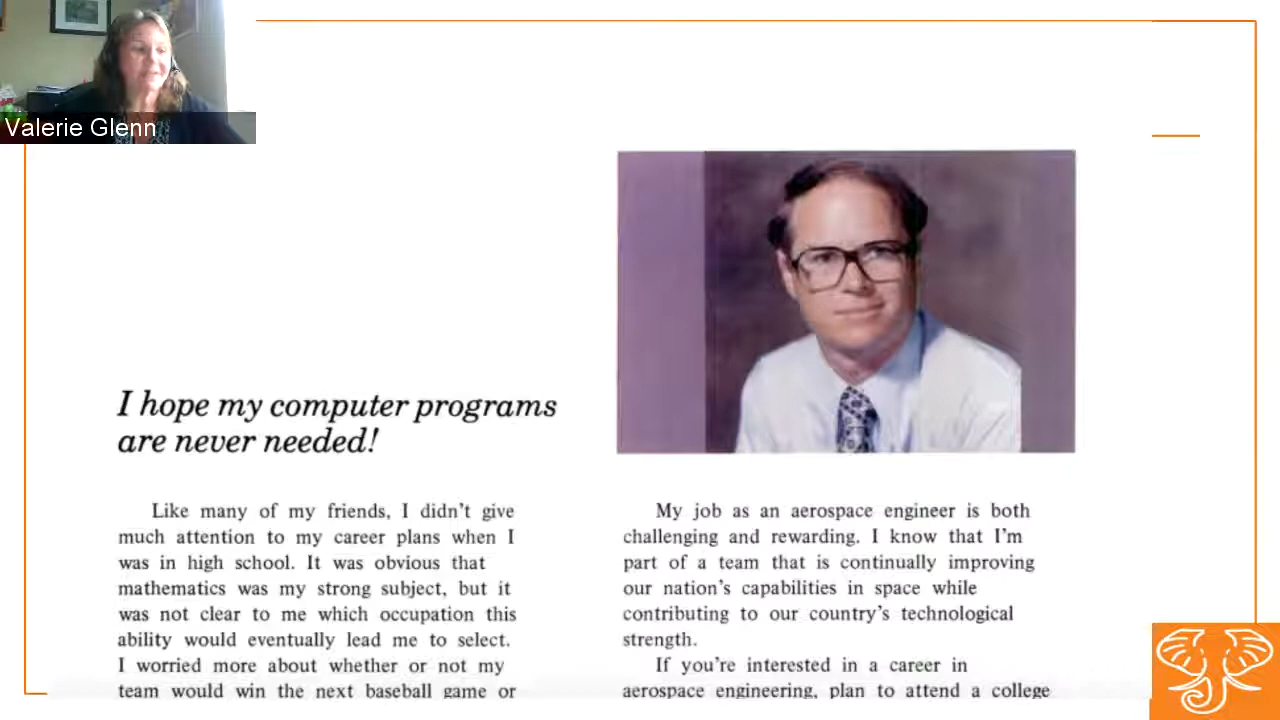 Valerie Glenn
I hope my computer programs
are never needed!
Like many of my friends, I didn't give
much attention to my career plans when I
was in high school. It was obvious that
mathematics was my strong subject, but it
was not clear to me which occupation this
ability would eventually lead me to select.
I worried more about whether or not my
team would win the next baseball game or
My job as an aerospace engineer is both
challenging and rewarding. I know that I'm
part of a team that is continually improving
our nation's capabilities in space while
contributing to our country's technological
strength.
If you're interested in a career in
aerospace engineering, plan to attend a college